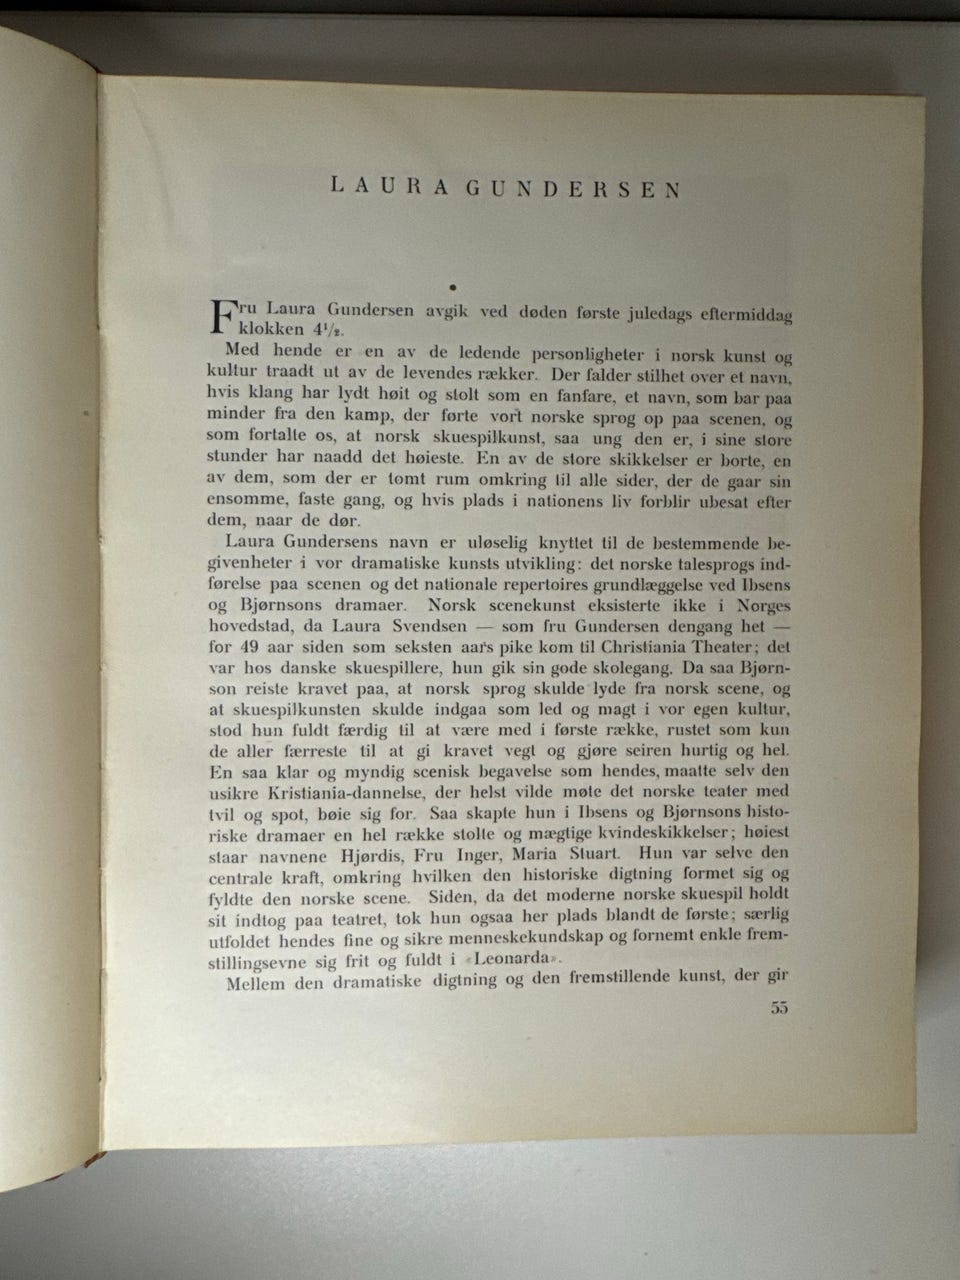 LAURA GUNDERSEN
Fru Laura Gundersen avgik ved døden første juledags eftermiddag
klokken 4½.
Med hende er en av de ledende personligheter i norsk kunst og
kultur traadt ut av de levendes rækker. Der falder stilhet over et navn,
hvis klang har lydt høit og stolt som en fanfare, et navn, som bar paa
minder fra den kamp, der førte vort norske sprog op paa scenen, og
som fortalte os, at norsk skuespilkunst, saa ung den er, i sine store
stunder har naadd det høieste. En av de store skikkelser er borte, en
av dem, som der er tomt rum omkring til alle sider, der de gaar sin
ensomme, faste gang, og hvis plads i nationens liv forblir ubesat efter
dem, naar de dør.
Laura Gundersens navn er uløselig knyttet til de bestemmende be-
givenheter i vor dramatiske kunsts utvikling: det norske talesprogs ind-
førelse paa scenen og det nationale repertoires grundlæggelse ved Ibsens
og Bjørnsons dramaer. Norsk scenekunst eksisterte ikke i Norges
hovedstad, da Laura Svendsen — som fru Gundersen dengang het —
for 49 aar siden som seksten aars pike kom til Christiania Theater; det
var hos danske skuespillere, hun gik sin gode skolegang. Da saa Bjørn-
son reiste kravet paa, at norsk sprog skulde lyde fra norsk scene, og
at skuespilkunsten skulde indgaa som led og magt i vor egen kultur,
stod hun fuldt færdig til at være med i første række, rustet som kun
de aller færreste til at gi kravet vegt og gjøre seiren hurtig og hel.
En saa klar og myndig scenisk begavelse som hendes, maatte selv den
usikre Kristiania-dannelse, der helst vilde møte det norske teater med
tvil og spot, bøie sig for. Saa skapte hun i Ibsens og Bjørnsons histo-
riske dramaer en hel række stolte og mægtige kvindeskikkelser; høiest
staar navnene Hjørdis, Fru Inger, Maria Stuart. Hun var selve den
centrale kraft, omkring hvilken den historiske digtning formet sig og
fyldte den norske scene. Siden, da det moderne norske skuespil holdt
sit indtog paa teatret, tok hun ogsaa her plads blandt de første; særlig
utfoldet hendes fine og sikre menneskekundskap og fornemt enkle frem-
stillingsevne sig frit og fuldt i «Leonarda».
Mellem den dramatiske digtning og den fremstillende kunst, der gir
55